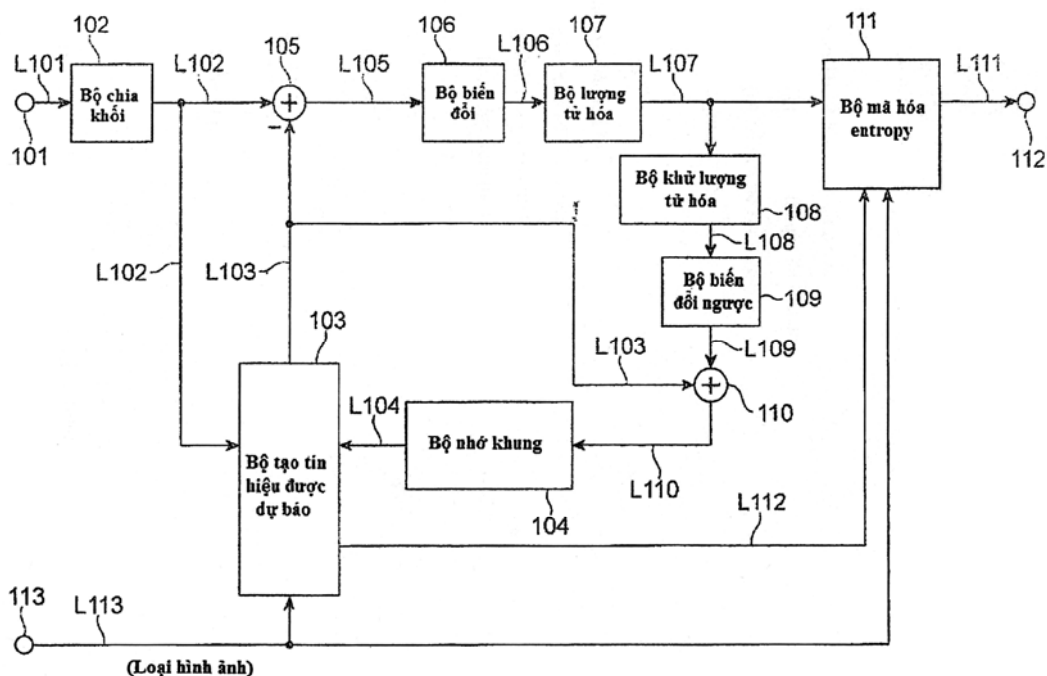 102
106
107
111
L101
L102
105
L105
L106
L107
L111
Bộ chia
khối
Bộ biến
đổi
Bộ lượng
tử hóa
Bộ mã hóa
entropy
101
112
Bộ khử lượng
tử hóa
108
L102
L103
L108
Bộ biến
đổi ngược
109
103
L103
L109
110
L104
Bộ nhớ khung
L110
104
Bộ tạo tín
hiệu được
dự báo
L112
113
L113
(Loại hình ảnh)